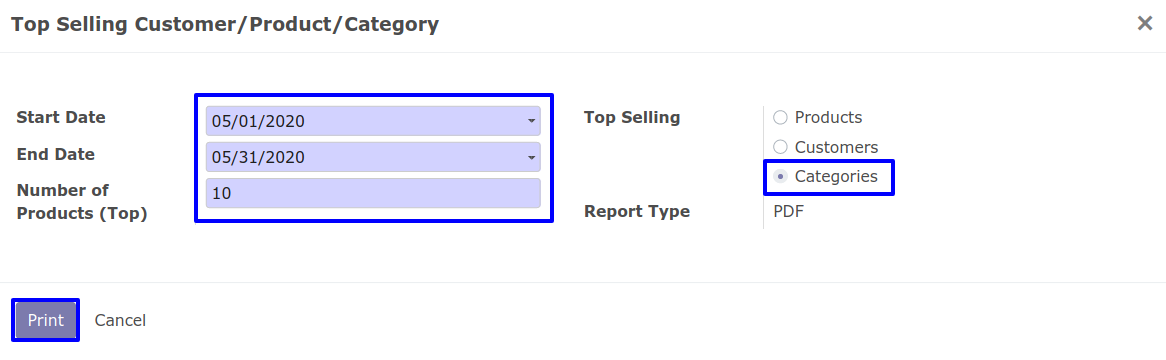 Top Selling Customer/Product/Category
Start Date
05/01/2020
End Date
05/31/2020
Number of
Products (Top)
10
Top Selling
Products
Customers
Categories
Report Type
PDF
Print
Cancel